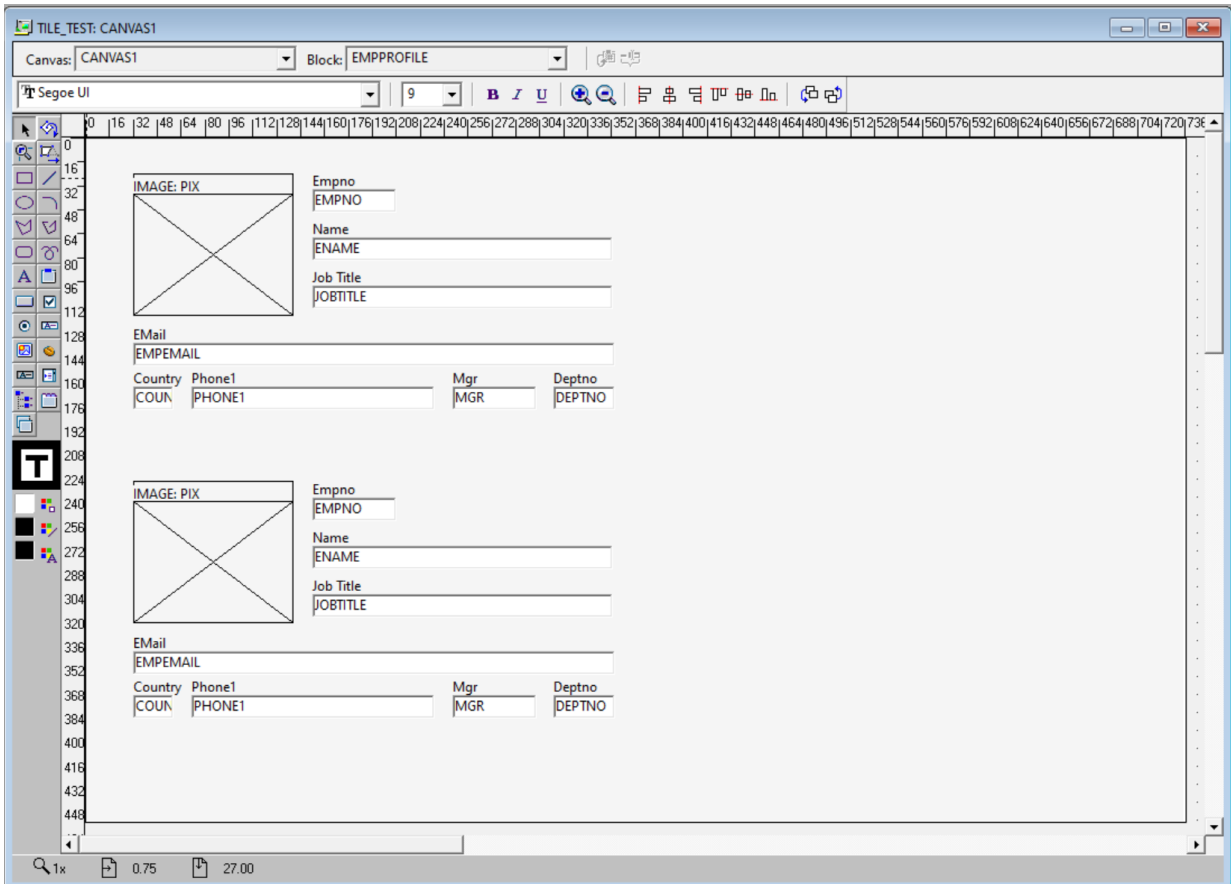 TILE_TEST: CANVAS1
Canvas: CANVAS1 Block: EMPPROFILE
Segoe UI 9 B I U
0 16 32 48 64 80 96 112 128 144 160 176 192 208 224 240 256 272 288 304 320 336 352 368 384 400 416 432 448 464 480 496 512 528 544 560 576 592 608 624 640 656 672 688 704 720 736
0
16
32
48
64
80
96
112
128
144
160
176
192
208
224
240
256
272
288
304
320
336
352
368
384
400
416
432
448
IMAGE: PIX
Empno
EMPNO
Name
ENAME
Job Title
JOBTITLE
EMail
EMPEMAIL
Country Phone1 Mgr Deptno
COUN PHONE1 MGR DEPTNO
IMAGE: PIX
Empno
EMPNO
Name
ENAME
Job Title
JOBTITLE
EMail
EMPEMAIL
Country Phone1 Mgr Deptno
COUN PHONE1 MGR DEPTNO
1x 0.75 27.00